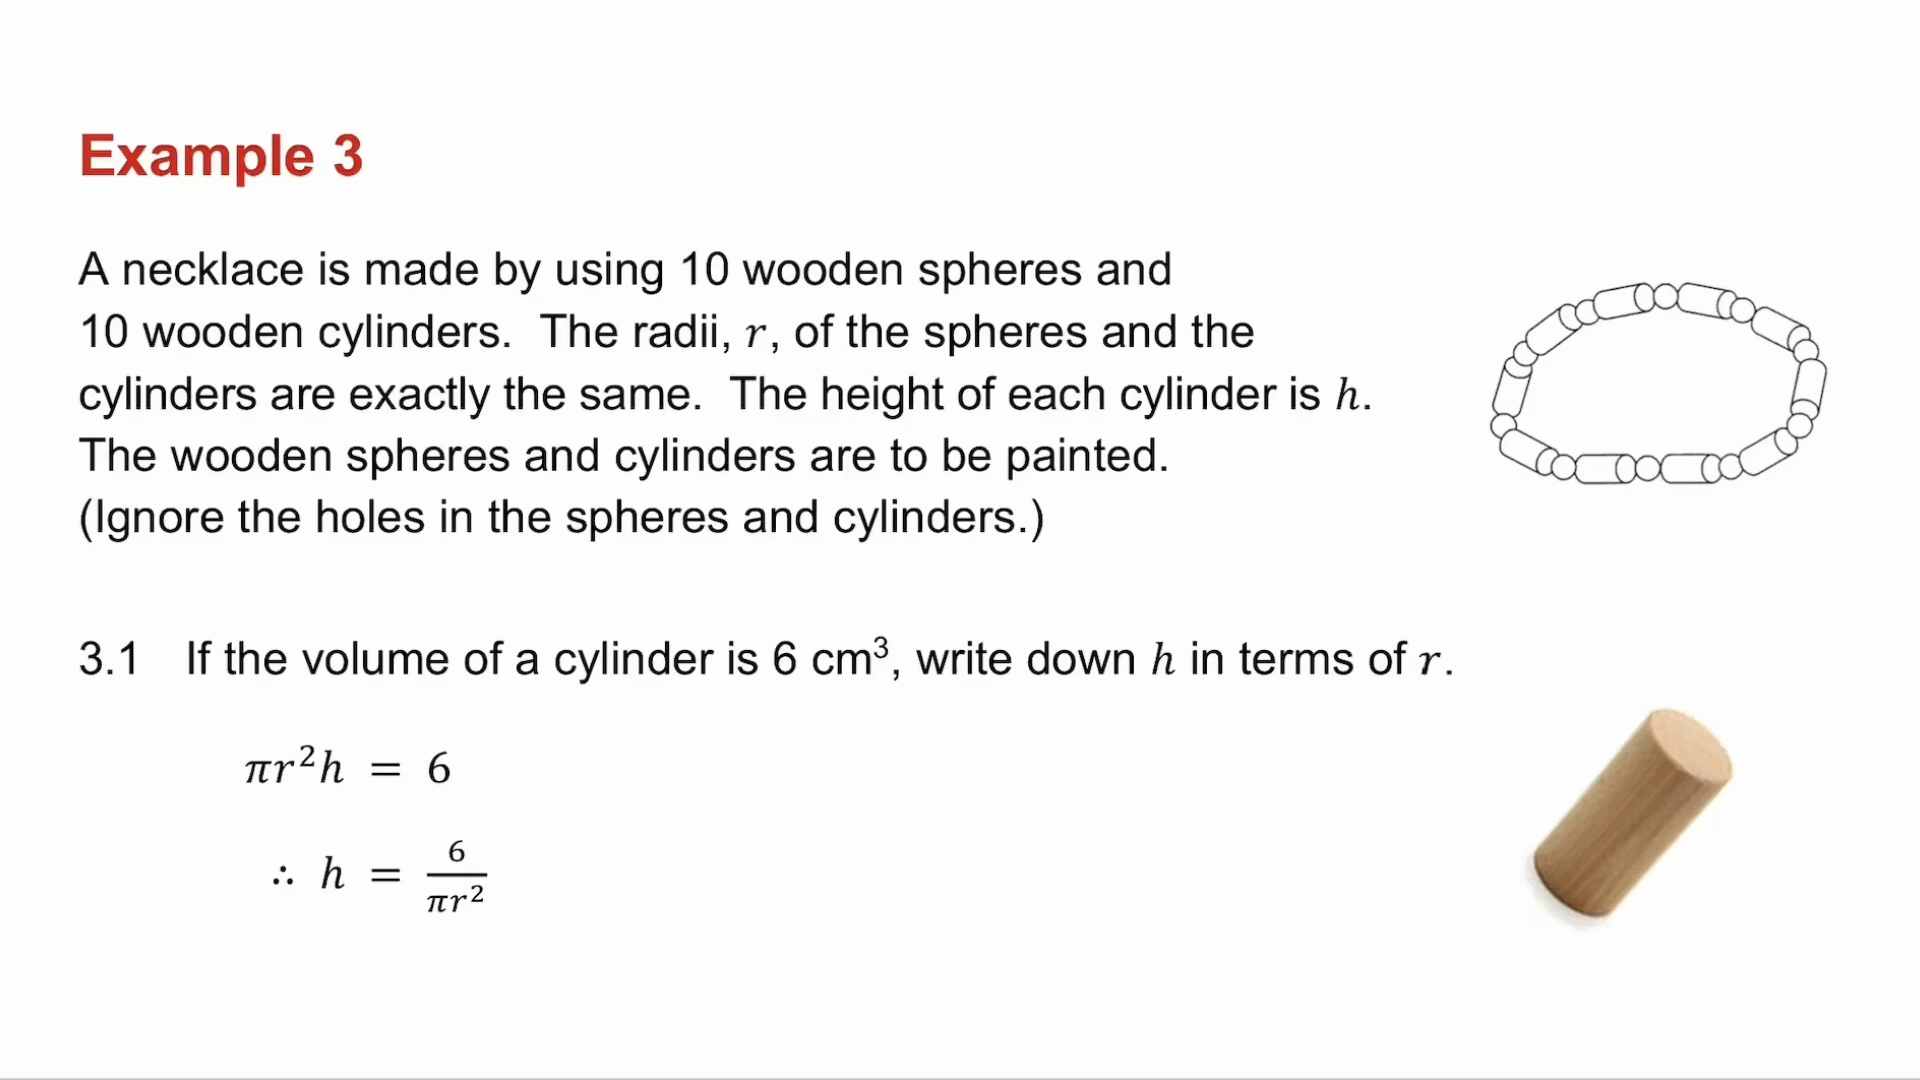 Example 3
A necklace is made by using 10 wooden spheres and
10 wooden cylinders. The radii, r, of the spheres and the
cylinders are exactly the same. The height of each cylinder is h.
The wooden spheres and cylinders are to be painted.
(Ignore the holes in the spheres and cylinders.)
3.1 If the volume of a cylinder is 6 cm³, write down h in terms of r.
πr²h = 6
∴ h = 6/πr²